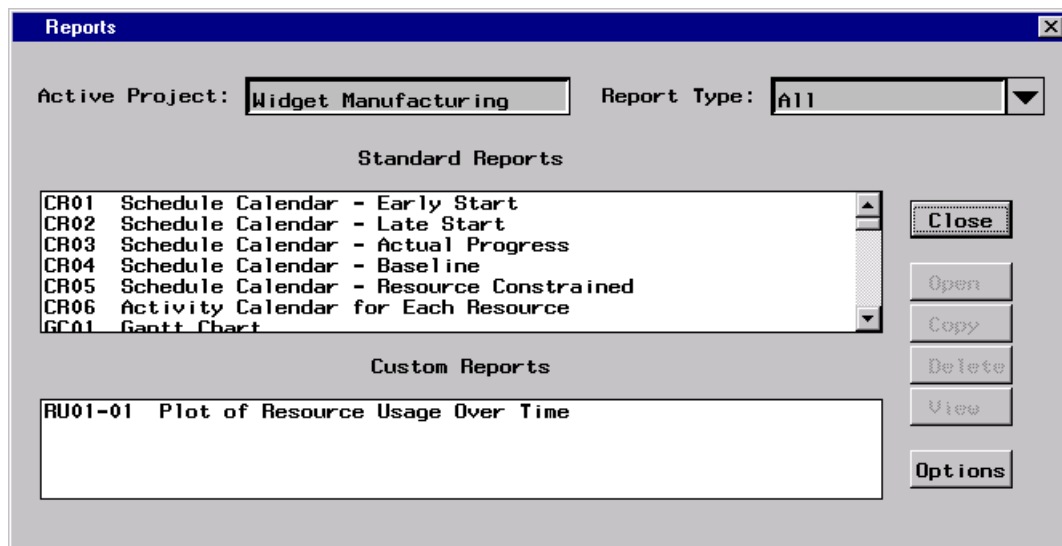 Reports
Active Project: Widget Manufacturing Report Type: All
Standard Reports
CR01 Schedule Calendar - Early Start
CR02 Schedule Calendar - Late Start
CR03 Schedule Calendar - Actual Progress
CR04 Schedule Calendar - Baseline
CR05 Schedule Calendar - Resource Constrained
CR06 Activity Calendar for Each Resource
GC01 Gantt Chart
Close
Open
Copy
Delete
View
Options
Custom Reports
RU01-01 Plot of Resource Usage Over Time